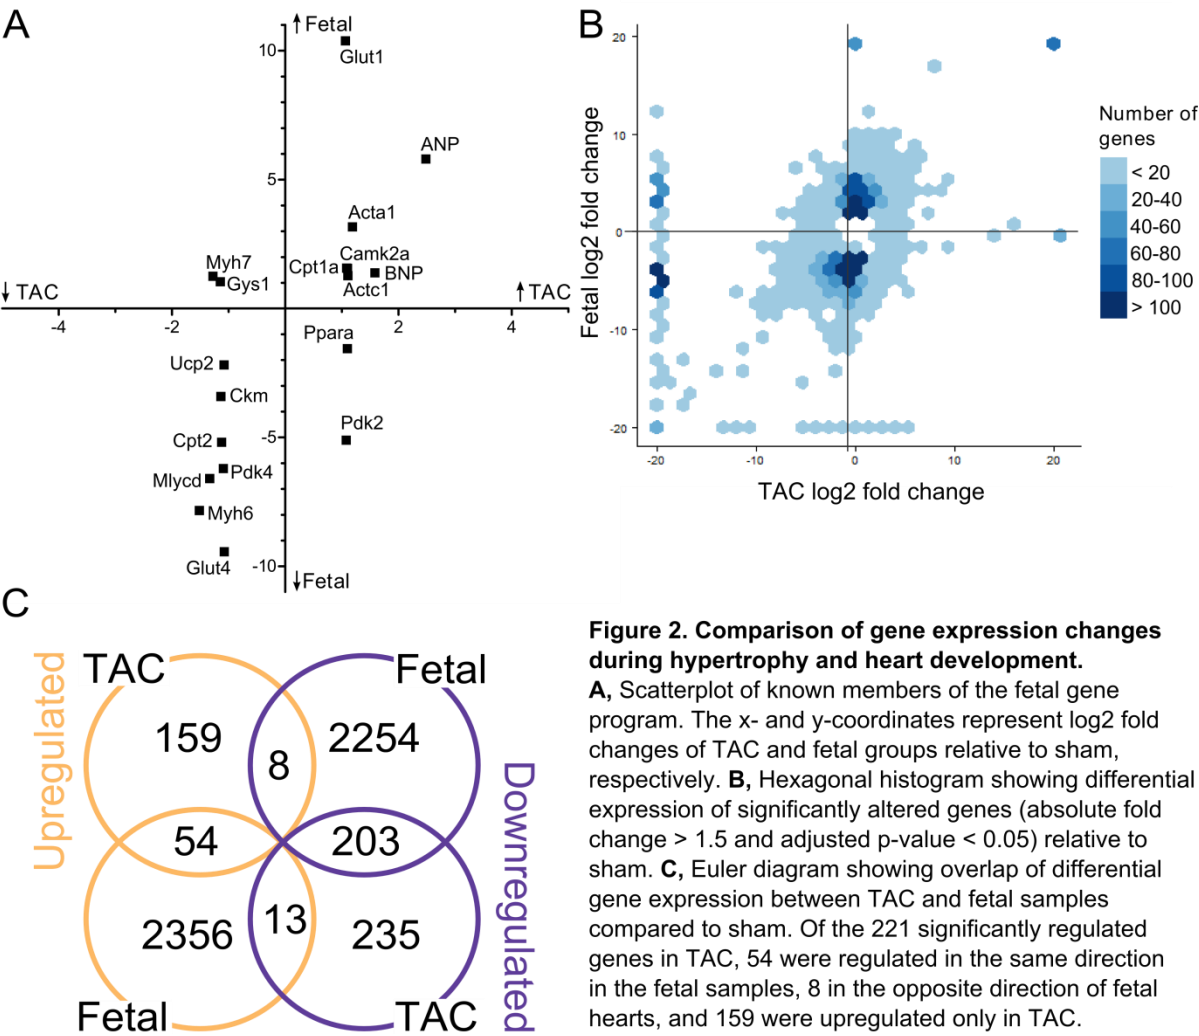 A
↑ Fetal
10
Glut1
ANP
5
Acta1
Camk2a
Cpt1a
BNP
Actc1
Myh7
Gys1
↓ TAC
↑ TAC
-4
-2
2
4
Ppara
Ucp2
Ckm
Pdk2
Cpt2
-5
Pdk4
Mlycd
Myh6
Glut4
-10
↓ Fetal
B
Fetal log2 fold change
20
10
0
-10
-20
-20
-10
0
10
20
TAC log2 fold change
Number of
genes
< 20
20-40
40-60
60-80
80-100
> 100
C
Upregulated
TAC
Fetal
159
8
2254
54
203
2356
13
235
Fetal
TAC
Downregulated
Figure 2. Comparison of gene expression changes
during hypertrophy and heart development.
A, Scatterplot of known members of the fetal gene
program. The x- and y-coordinates represent log2 fold
changes of TAC and fetal groups relative to sham,
respectively. B, Hexagonal histogram showing differential
expression of significantly altered genes (absolute fold
change > 1.5 and adjusted p-value < 0.05) relative to
sham. C, Euler diagram showing overlap of differential
gene expression between TAC and fetal samples
compared to sham. Of the 221 significantly regulated
genes in TAC, 54 were regulated in the same direction
in the fetal samples, 8 in the opposite direction of fetal
hearts, and 159 were upregulated only in TAC.